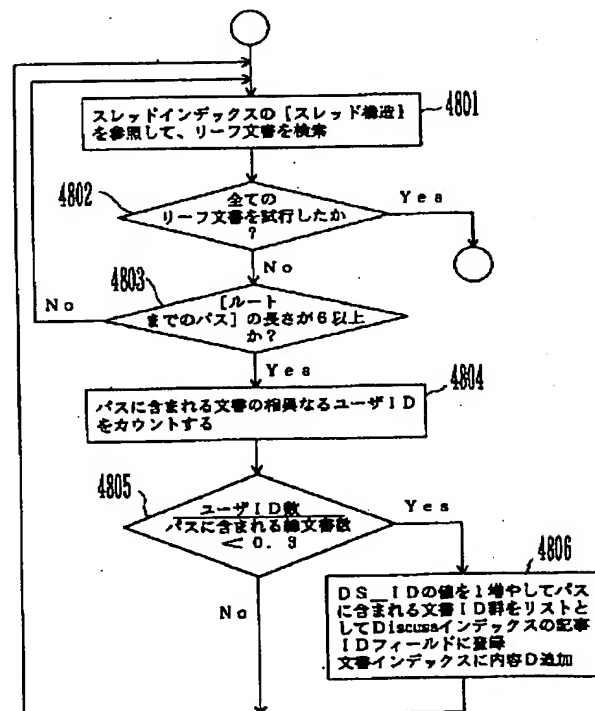 スレッドインデックスの[スレッド構造]
を参照して、リーフ文書を検索
4801
4802
全ての
リーフ文書を試行したか
?
Yes
No
4803
No
[ルート
までのパス]の長さが6以上
か?
Yes
4804
パスに含まれる文書の相異なるユーザID
をカウントする
4805
ユーザID数
パスに含まれる総文書数
< 0. 3
Yes
No
4806
DS__IDの値を1増やしてパス
に含まれる文書ID群をリストと
してDiscussインデックスの記事
IDフィールドに登録
文書インデックスに内容D追加